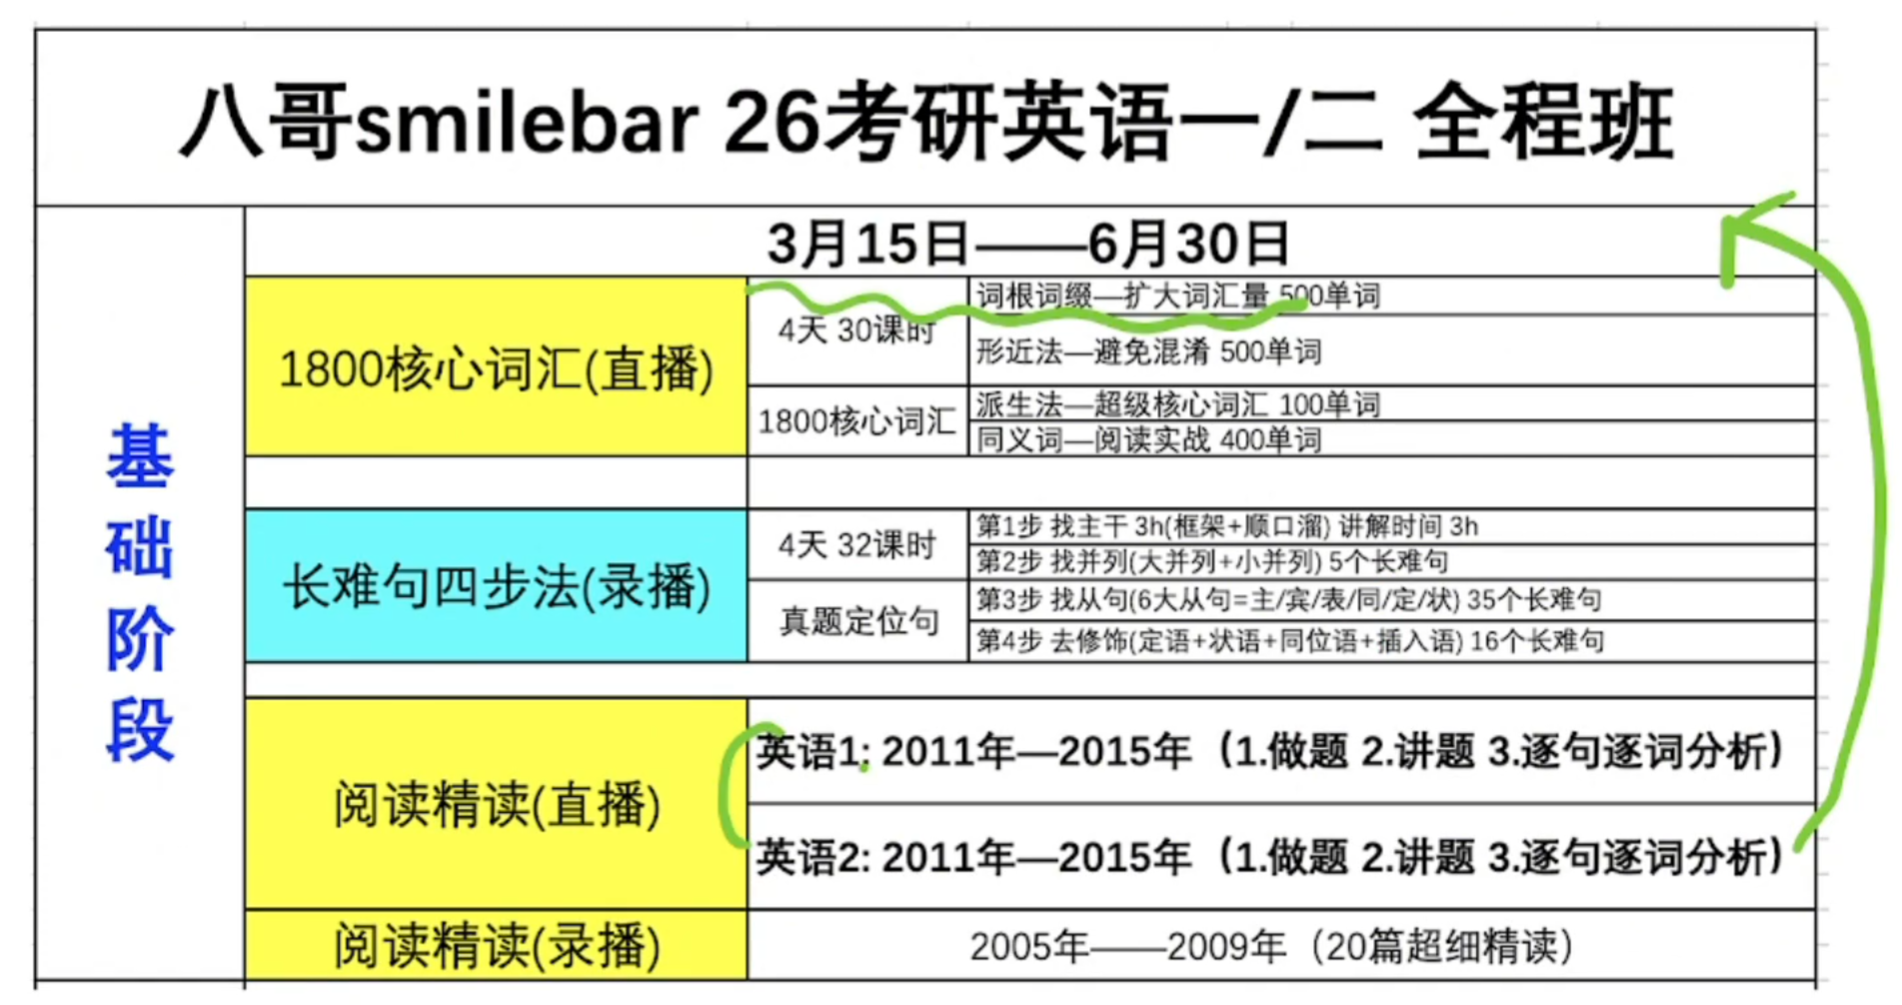 八哥smilebar 26考研英语一/二 全程班
3月15日——6月30日
基础阶段
1800核心词汇(直播)
4天 30课时
词根词缀—扩大词汇量 500单词
形近法—避免混淆 500单词
1800核心词汇
派生法—超级核心词汇 100单词
同义词—阅读实战 400单词
长难句四步法(录播)
4天 32课时
第1步 找主干 3h(框架+顺口溜) 讲解时间 3h
第2步 找并列(大并列+小并列) 5个长难句
真题定位句
第3步 找从句(6大从句=主/宾/表/同/定/状) 35个长难句
第4步 去修饰(定语+状语+同位语+插入语) 16个长难句
阅读精读(直播)
英语1: 2011年—2015年（1.做题 2.讲题 3.逐句逐词分析）
英语2: 2011年—2015年（1.做题 2.讲题 3.逐句逐词分析）
阅读精读(录播)
2005年——2009年（20篇超细精读）